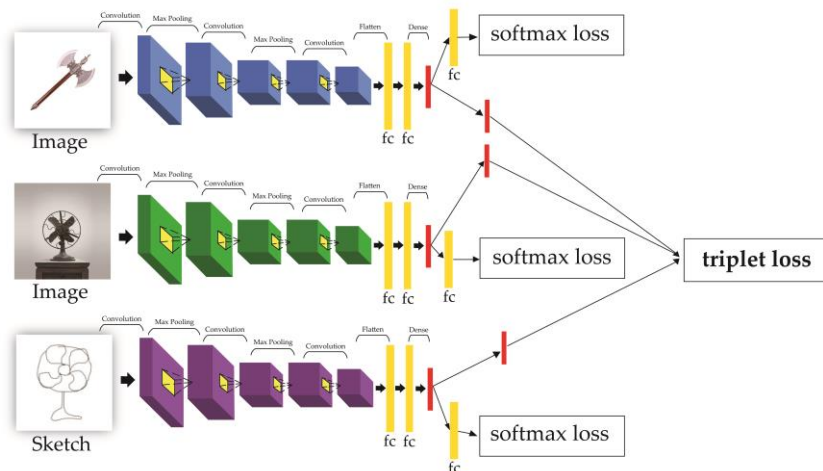 Convolution
Max Pooling
Convolution
Max Pooling
Convolution
Flatten
Dense
fc
softmax loss
fc
fc
Image
Convolution
Max Pooling
Convolution
Max Pooling
Convolution
Flatten
Dense
softmax loss
triplet loss
fc
fc
fc
Image
Convolution
Max Pooling
Convolution
Max Pooling
Convolution
Flatten
Dense
softmax loss
fc
fc
fc
Sketch